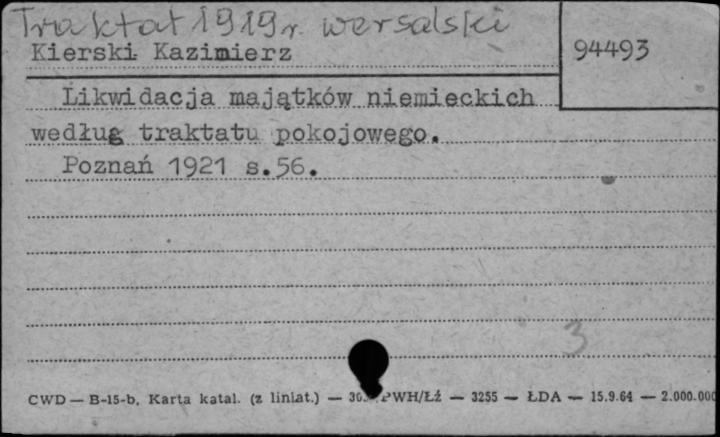 Traktat 1919 r. wersalski
Kierski Kazimierz
94493
Likwidacja majątków niemieckich
według traktatu pokojowego.
Poznań 1921 s.56.
3
CWD — B-15-b, Karta katal. (z liniat.) — PWH/Łź — 3255 — ŁDA — 15.9.64 — 2.000.000